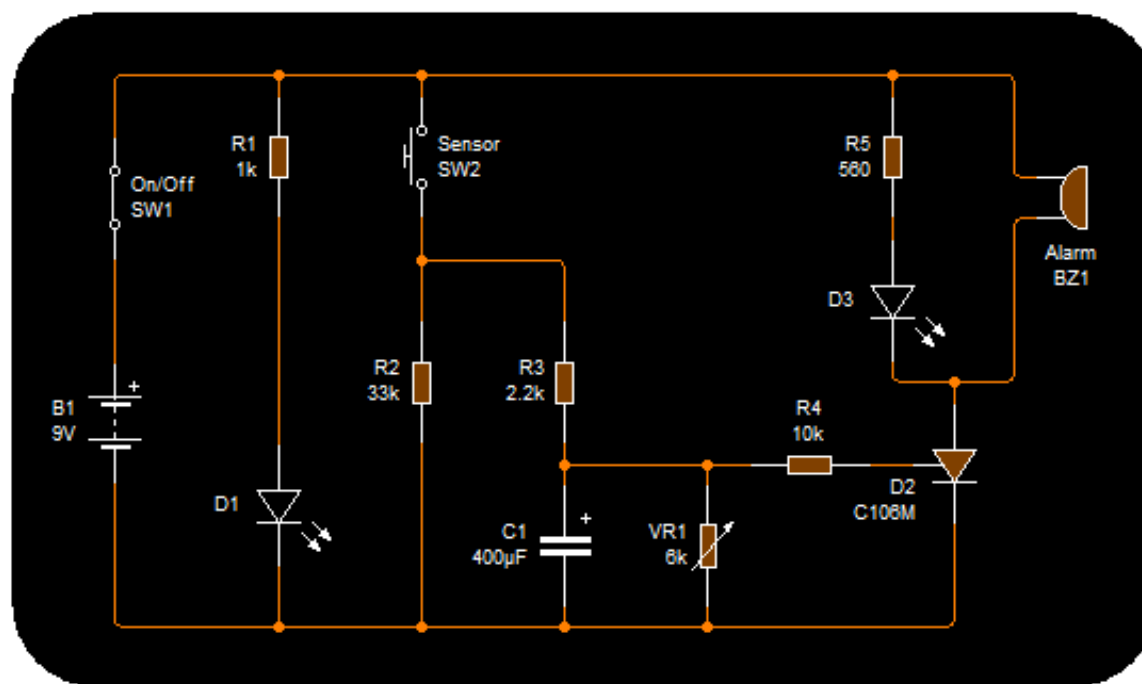 R1
1k
Sensor
SW2
R5
560
On/Off
SW1
Alarm
BZ1
D3
R2
33k
R3
2.2k
+
B1
9V
R4
10k
D1
D2
C106M
+
C1
400µF
VR1
6k